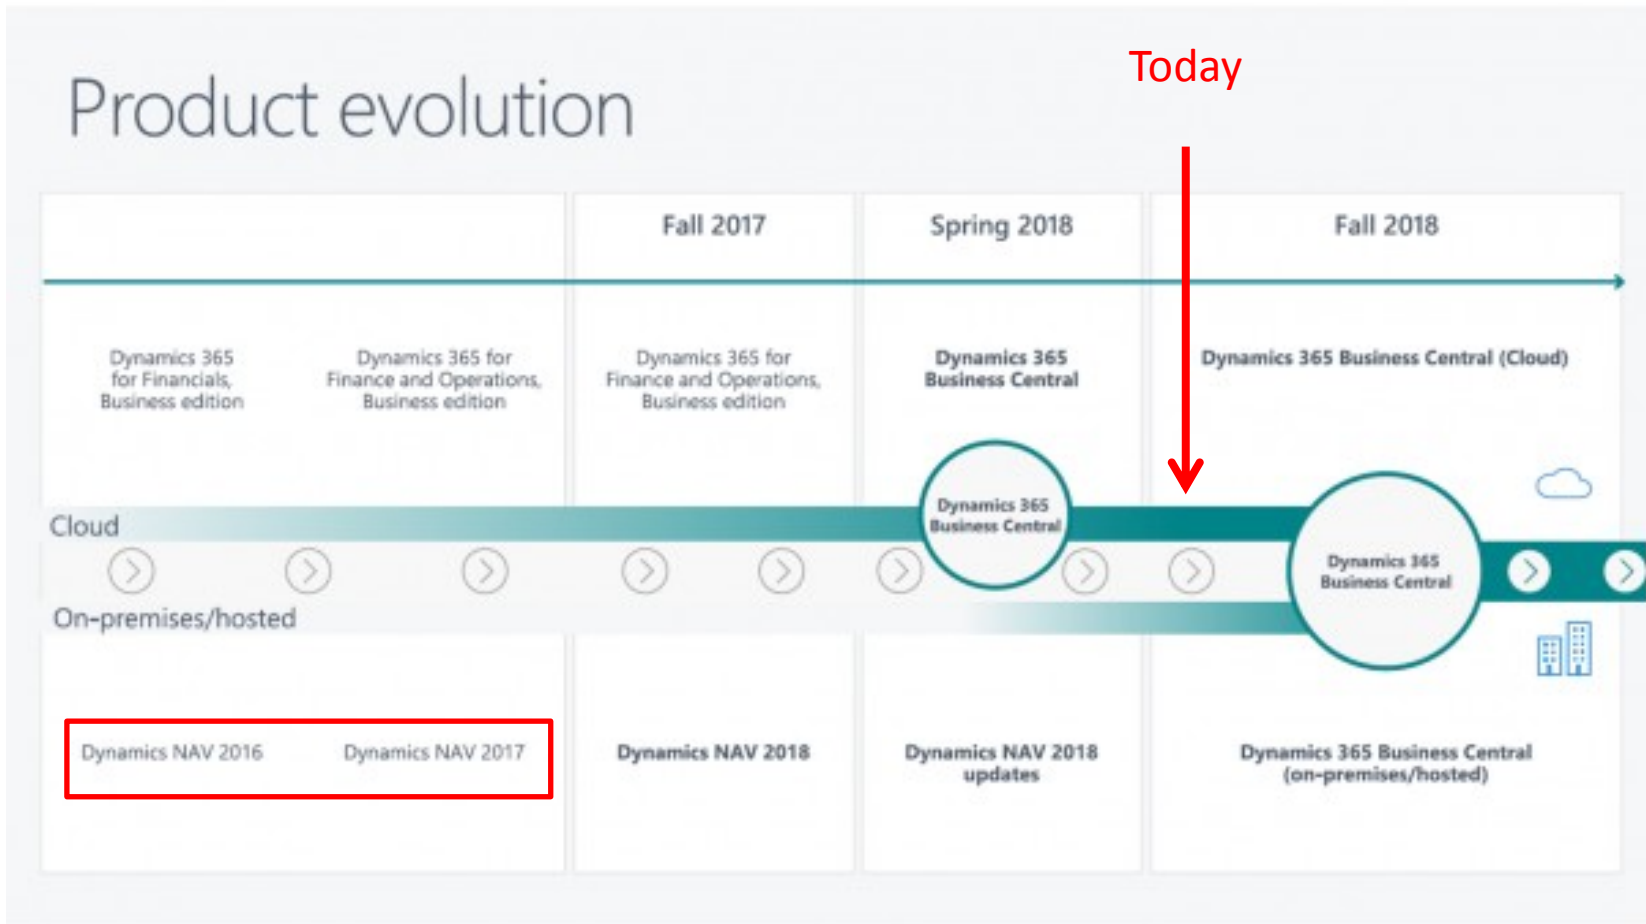 Today
Product evolution
Fall 2017
Spring 2018
Fall 2018
Dynamics 365
for Financials,
Business edition
Dynamics 365 for
Finance and Operations,
Business edition
Dynamics 365 for
Finance and Operations,
Business edition
Dynamics 365
Business Central
Dynamics 365 Business Central (Cloud)
Cloud
Dynamics 365
Business Central
Dynamics 365
Business Central
On-premises/hosted
Dynamics NAV 2016
Dynamics NAV 2017
Dynamics NAV 2018
Dynamics NAV 2018
updates
Dynamics 365 Business Central
(on-premises/hosted)